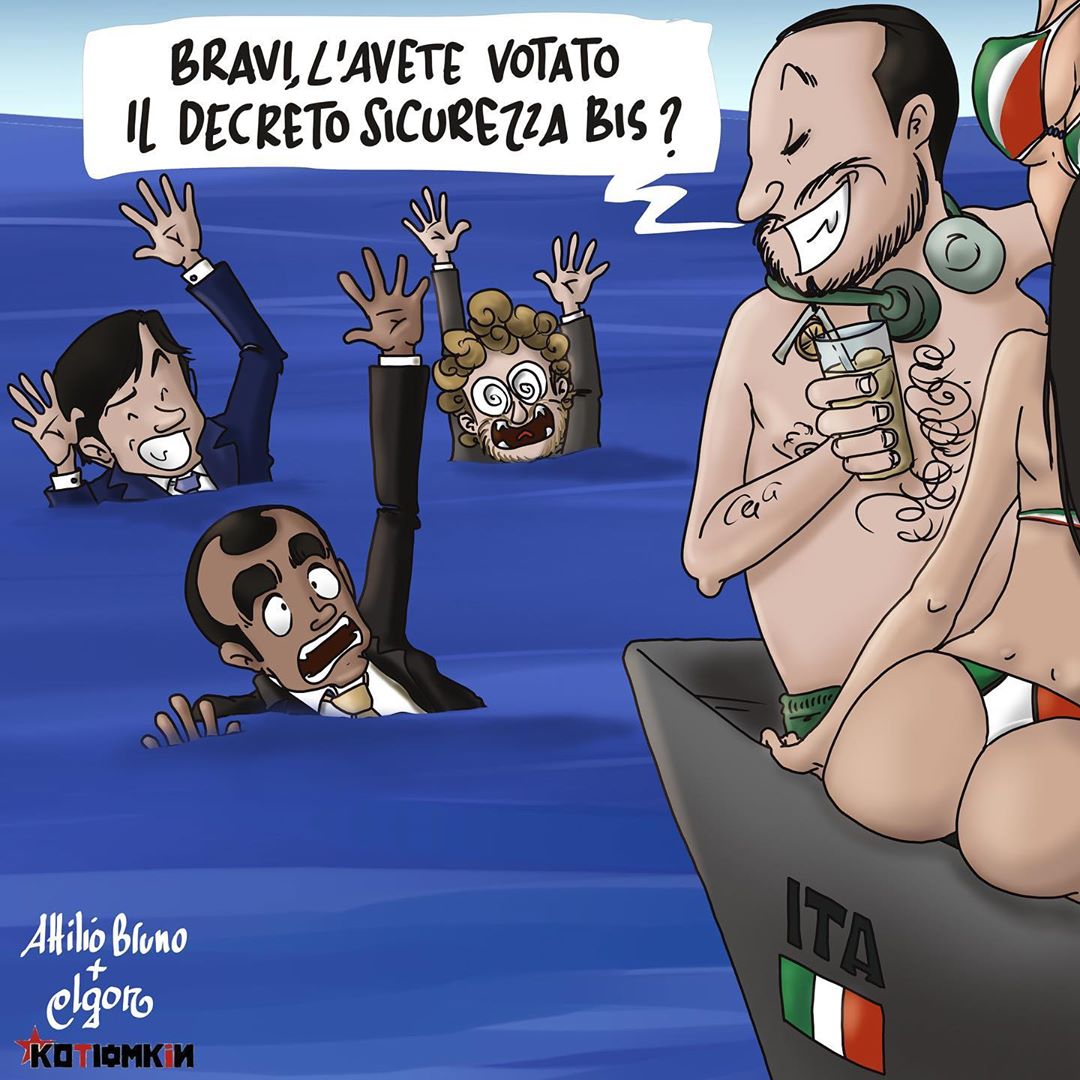 BRAVI, L'AVETE VOTATO
IL DECRETO SICUREZZA BIS?
ITA
Attilio Bruno
+
elgon
KOTIOMKIN